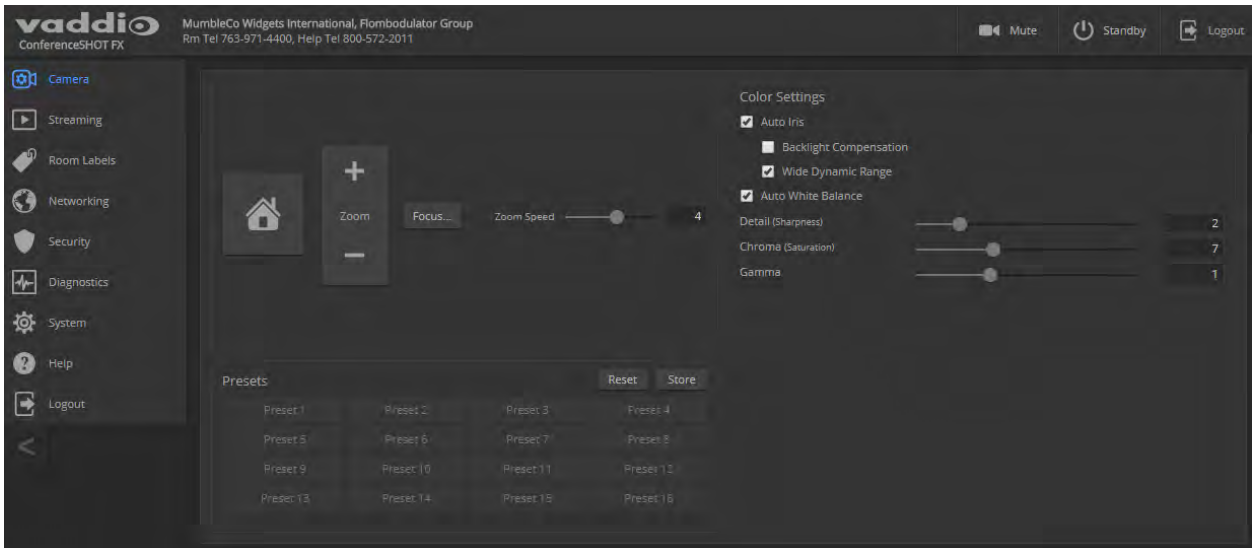 vaddio
ConferenceSHOT FX
MumbleCo Widgets International, Flombodulator Group
Rm Tel 763-971-4400, Help Tel 800-572-2011
Mute
Standby
Logout
Camera
Streaming
Room Labels
Networking
Security
Diagnostics
System
Help
Logout
<
+
Zoom
−
Focus...
Zoom Speed 4
Color Settings
Auto Iris
Backlight Compensation
Wide Dynamic Range
Auto White Balance
Detail (Sharpness) 2
Chroma (Saturation) 7
Gamma 1
Presets
Reset Store
Preset 1 Preset 2 Preset 3 Preset 4
Preset 5 Preset 6 Preset 7 Preset 8
Preset 9 Preset 10 Preset 11 Preset 12
Preset 13 Preset 14 Preset 15 Preset 16